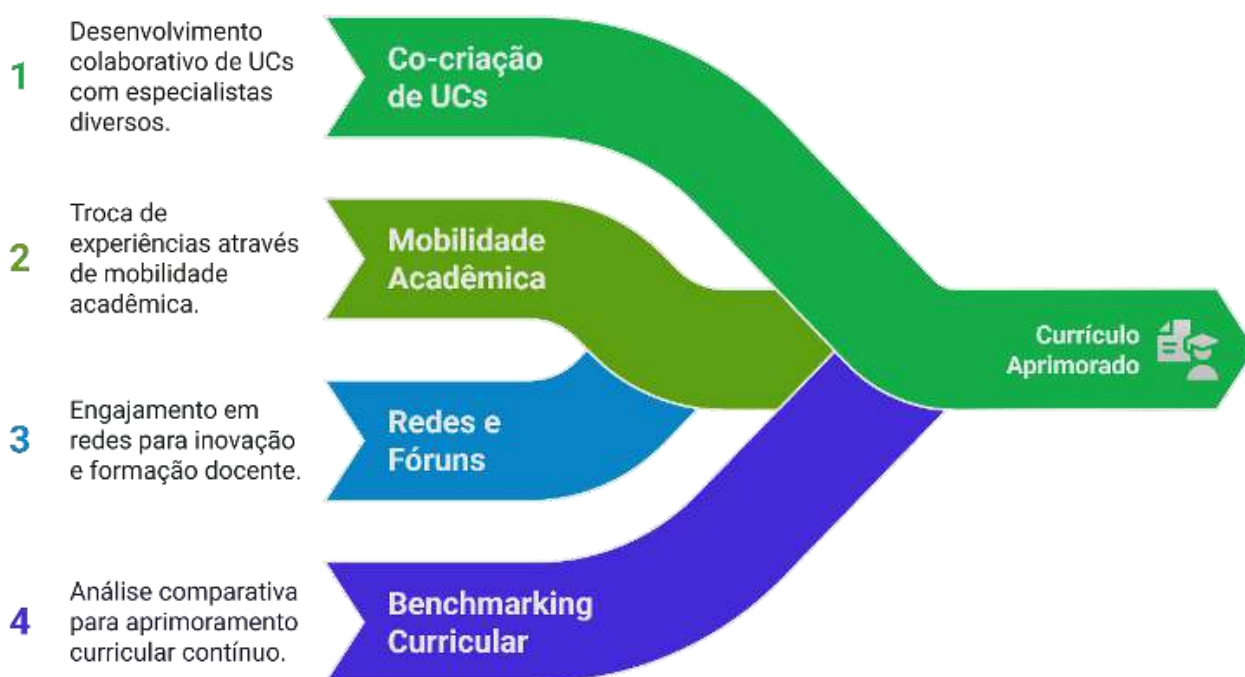 1
Desenvolvimento
colaborativo de UCs
com especialistas
diversos.
Co-criação
de UCs
2
Troca de
experiências através
de mobilidade
acadêmica.
Mobilidade
Acadêmica
Currículo
Aprimorado
3
Engajamento em
redes para inovação
e formação docente.
Redes e
Fóruns
4
Análise comparativa
para aprimoramento
curricular contínuo.
Benchmarking
Curricular